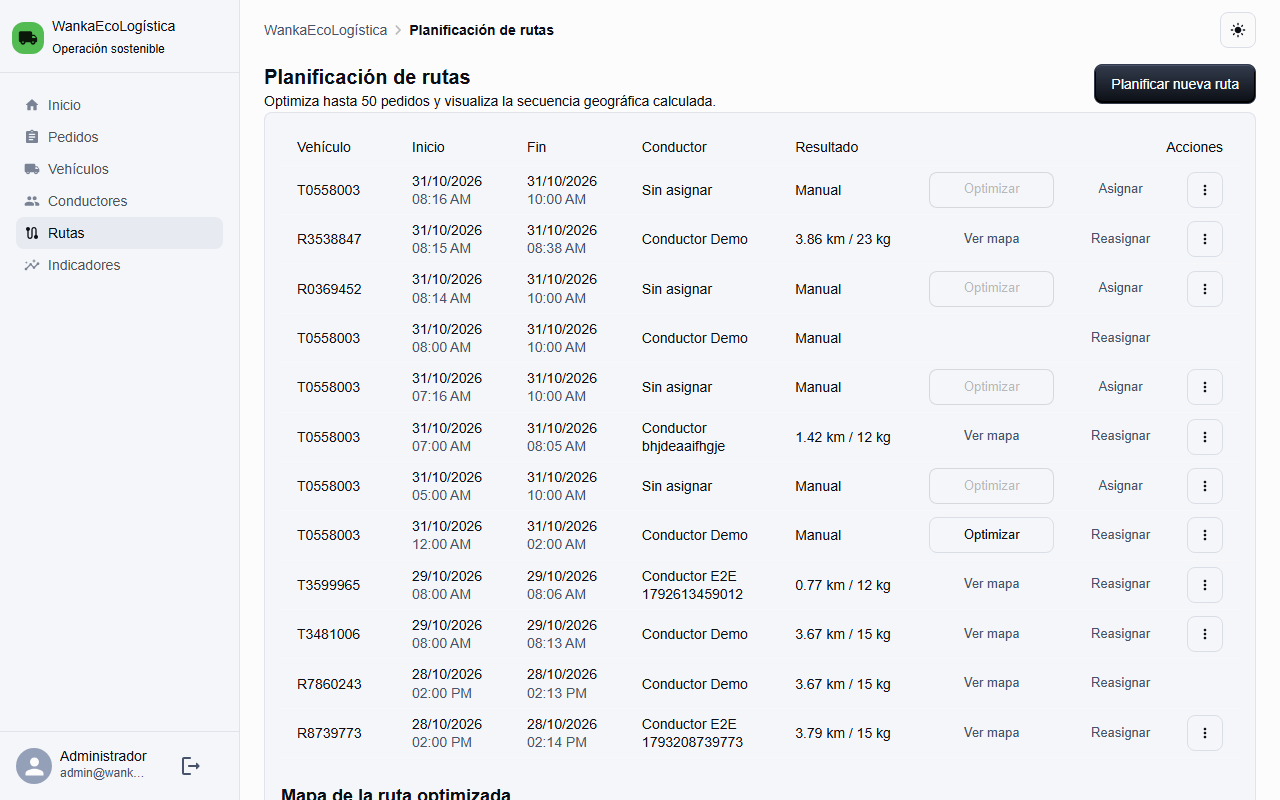 WankaEcoLogística
Operación sostenible
Inicio
Pedidos
Vehículos
Conductores
Rutas
Indicadores
Administrador
admin@wank...
WankaEcoLogística > Planificación de rutas
Planificación de rutas
Optimiza hasta 50 pedidos y visualiza la secuencia geográfica calculada.
Planificar nueva ruta
Vehículo Inicio Fin Conductor Resultado Acciones
T0558003 31/10/2026 08:16 AM 31/10/2026 10:00 AM Sin asignar Manual Optimizar Asignar
R3538847 31/10/2026 08:15 AM 31/10/2026 08:38 AM Conductor Demo 3.86 km / 23 kg Ver mapa Reasignar
R0369452 31/10/2026 08:14 AM 31/10/2026 10:00 AM Sin asignar Manual Optimizar Asignar
T0558003 31/10/2026 08:00 AM 31/10/2026 10:00 AM Conductor Demo Manual Reasignar
T0558003 31/10/2026 07:16 AM 31/10/2026 10:00 AM Sin asignar Manual Optimizar Asignar
T0558003 31/10/2026 07:00 AM 31/10/2026 08:05 AM Conductor bhjdeaaifhgje 1.42 km / 12 kg Ver mapa Reasignar
T0558003 31/10/2026 05:00 AM 31/10/2026 10:00 AM Sin asignar Manual Optimizar Asignar
T0558003 31/10/2026 12:00 AM 31/10/2026 02:00 AM Conductor Demo Manual Optimizar Reasignar
T3599965 29/10/2026 08:00 AM 29/10/2026 08:06 AM Conductor E2E 1792613459012 0.77 km / 12 kg Ver mapa Reasignar
T3481006 29/10/2026 08:00 AM 29/10/2026 08:13 AM Conductor Demo 3.67 km / 15 kg Ver mapa Reasignar
R7860243 28/10/2026 02:00 PM 28/10/2026 02:13 PM Conductor Demo 3.67 km / 15 kg Ver mapa Reasignar
R8739773 28/10/2026 02:00 PM 28/10/2026 02:14 PM Conductor E2E 1793208739773 3.79 km / 15 kg Ver mapa Reasignar
Mapa de la ruta optimizada